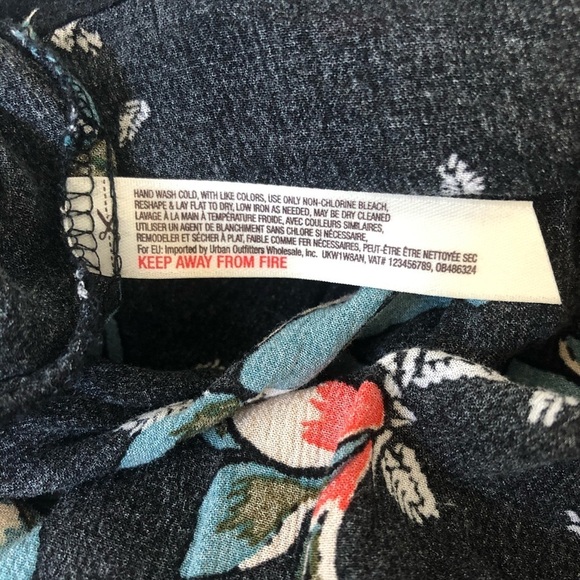 HAND WASH COLD, WITH LIKE COLORS, USE ONLY NON-CHLORINE BLEACH,
RESHAPE & LAY FLAT TO DRY, LOW IRON AS NEEDED, MAY BE DRY CLEANED
LAVAGE À LA MAIN À TEMPÉRATURE FROIDE, AVEC COULEURS SIMILAIRES,
UTILISER UN AGENT DE BLANCHIMENT SANS CHLORE SI NÉCESSAIRE,
REMODELER ET SÉCHER À PLAT, FAIBLE COMME FER NÉCESSAIRES, PEUT-ÊTRE ÊTRE NETTOYÉE SEC
For EU: Imported by Urban Outfitters Wholesale, Inc. UKW1W8AN, VAT# 123456789, OB486324
KEEP AWAY FROM FIRE